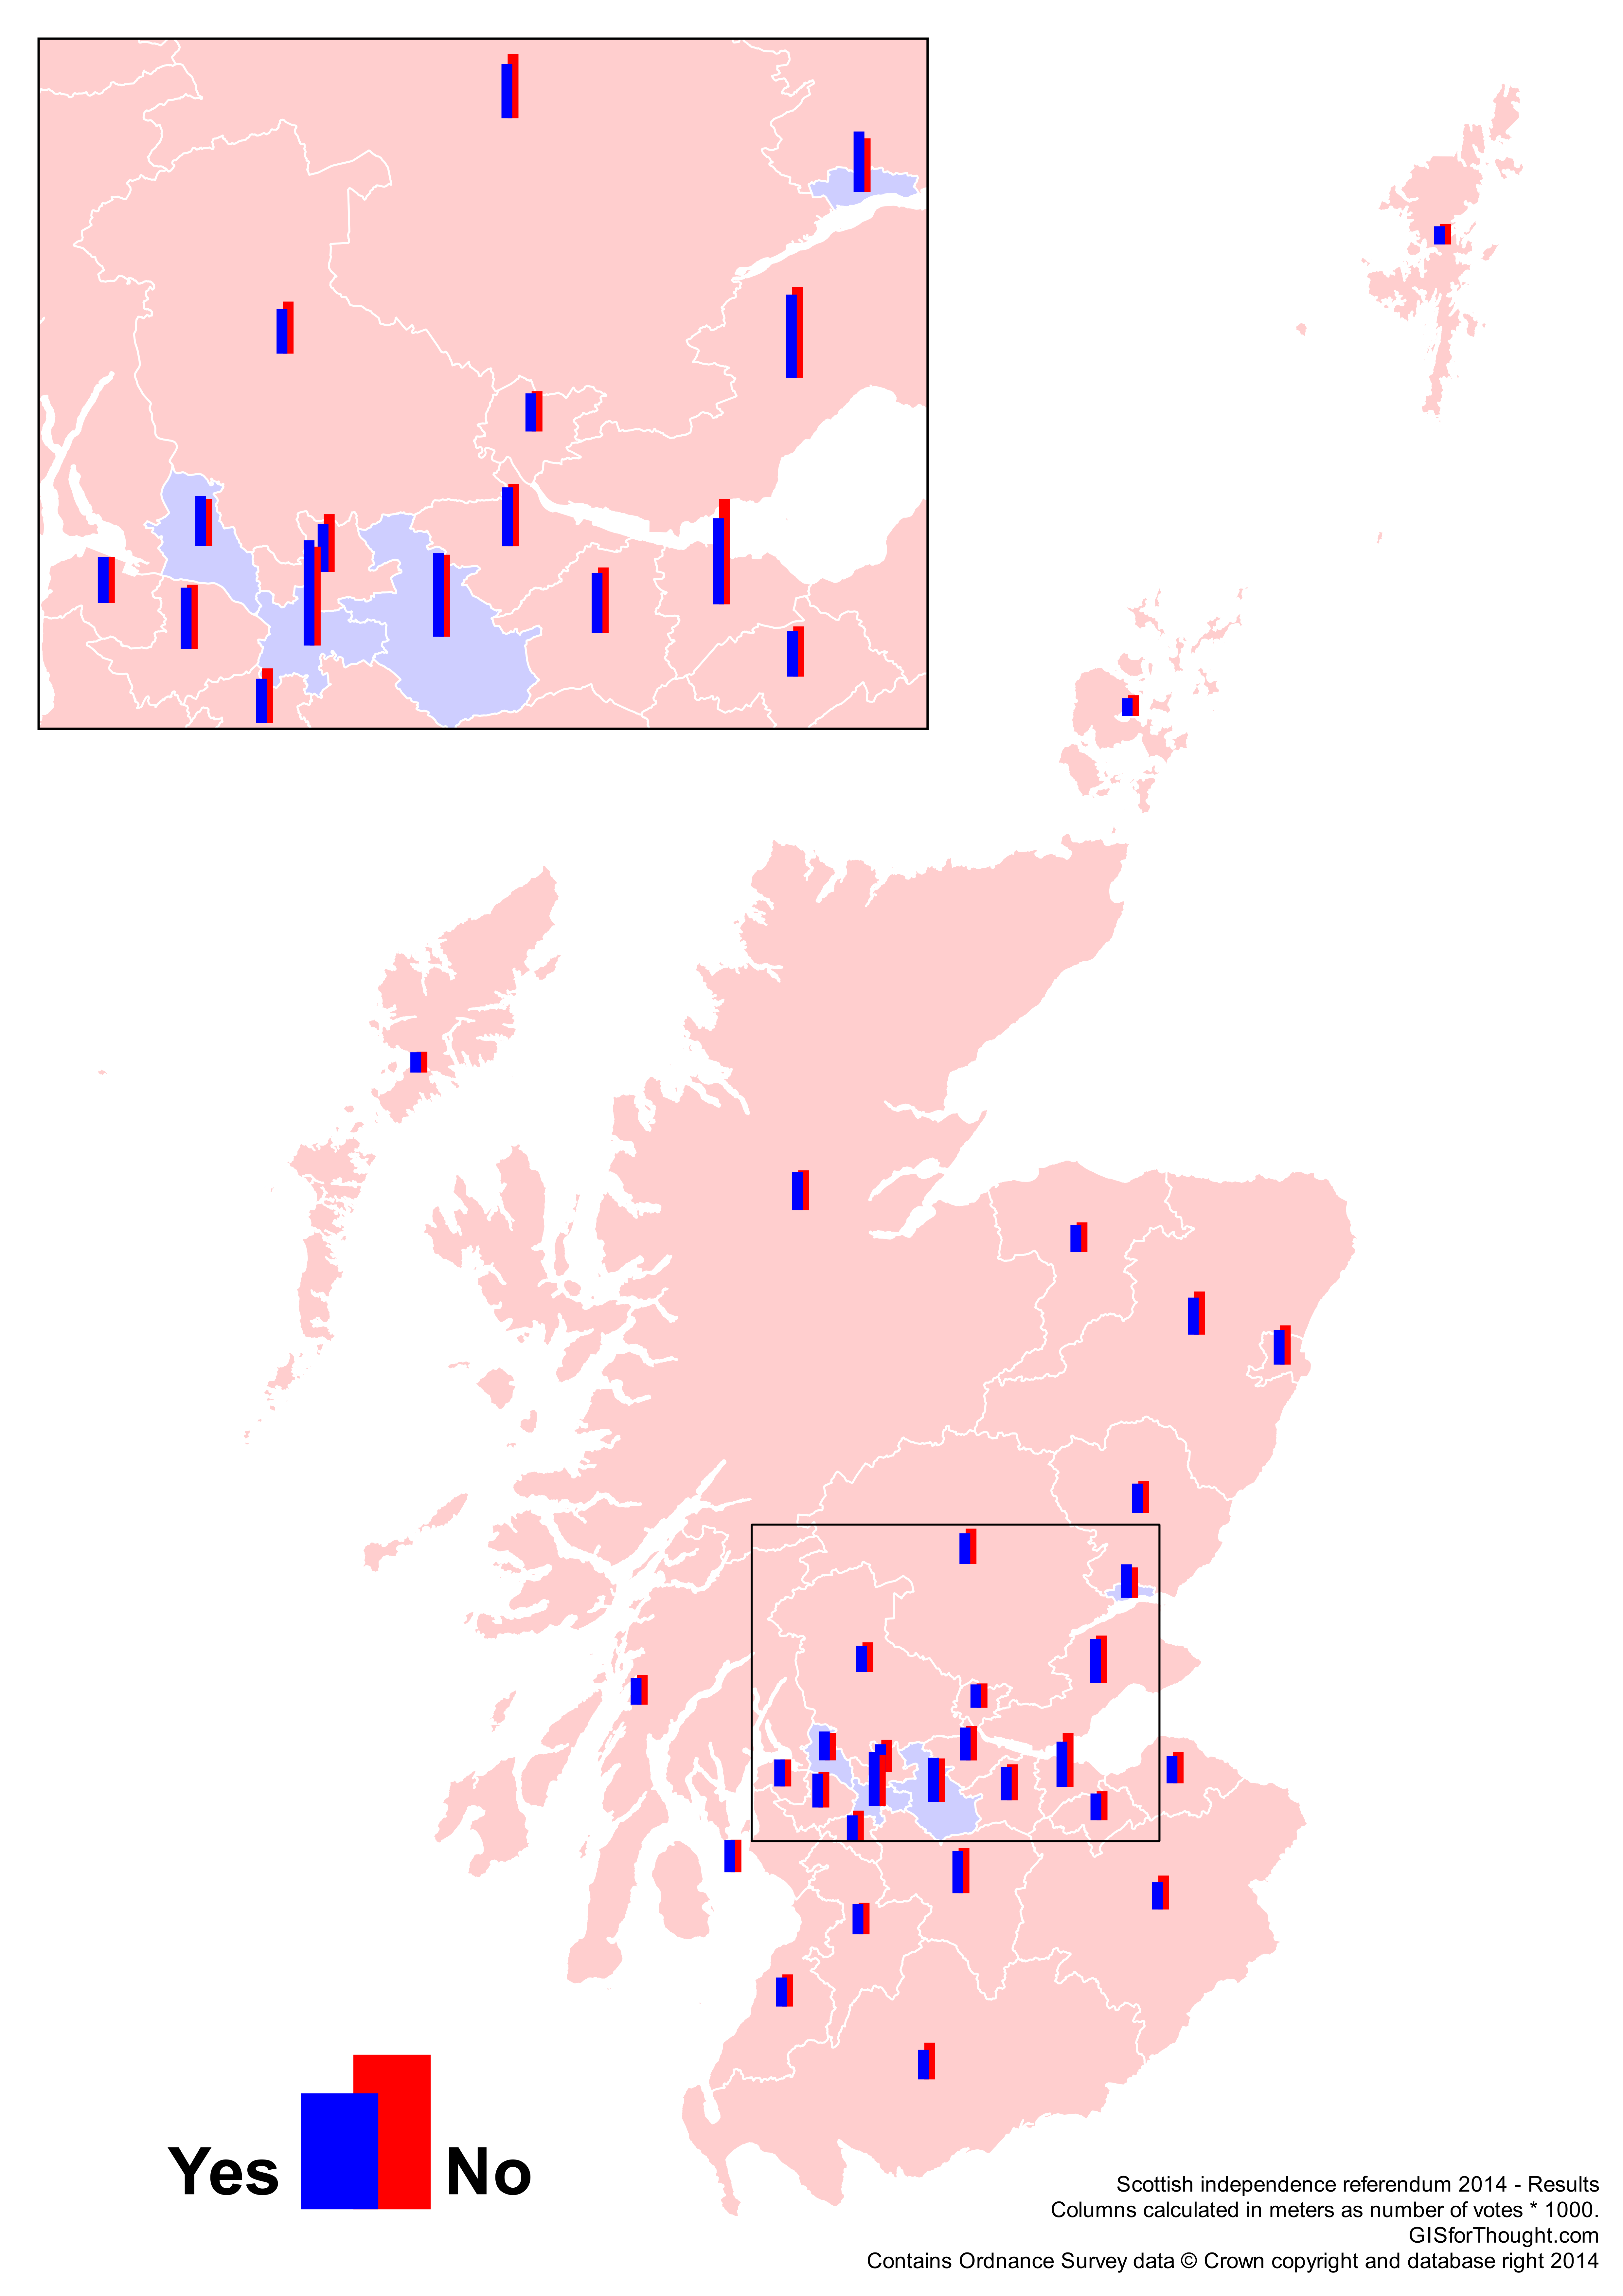 Yes
No
Scottish independence referendum 2014 - Results
Columns calculated in meters as number of votes * 1000.
GISforThought.com
Contains Ordnance Survey data © Crown copyright and database right 2014